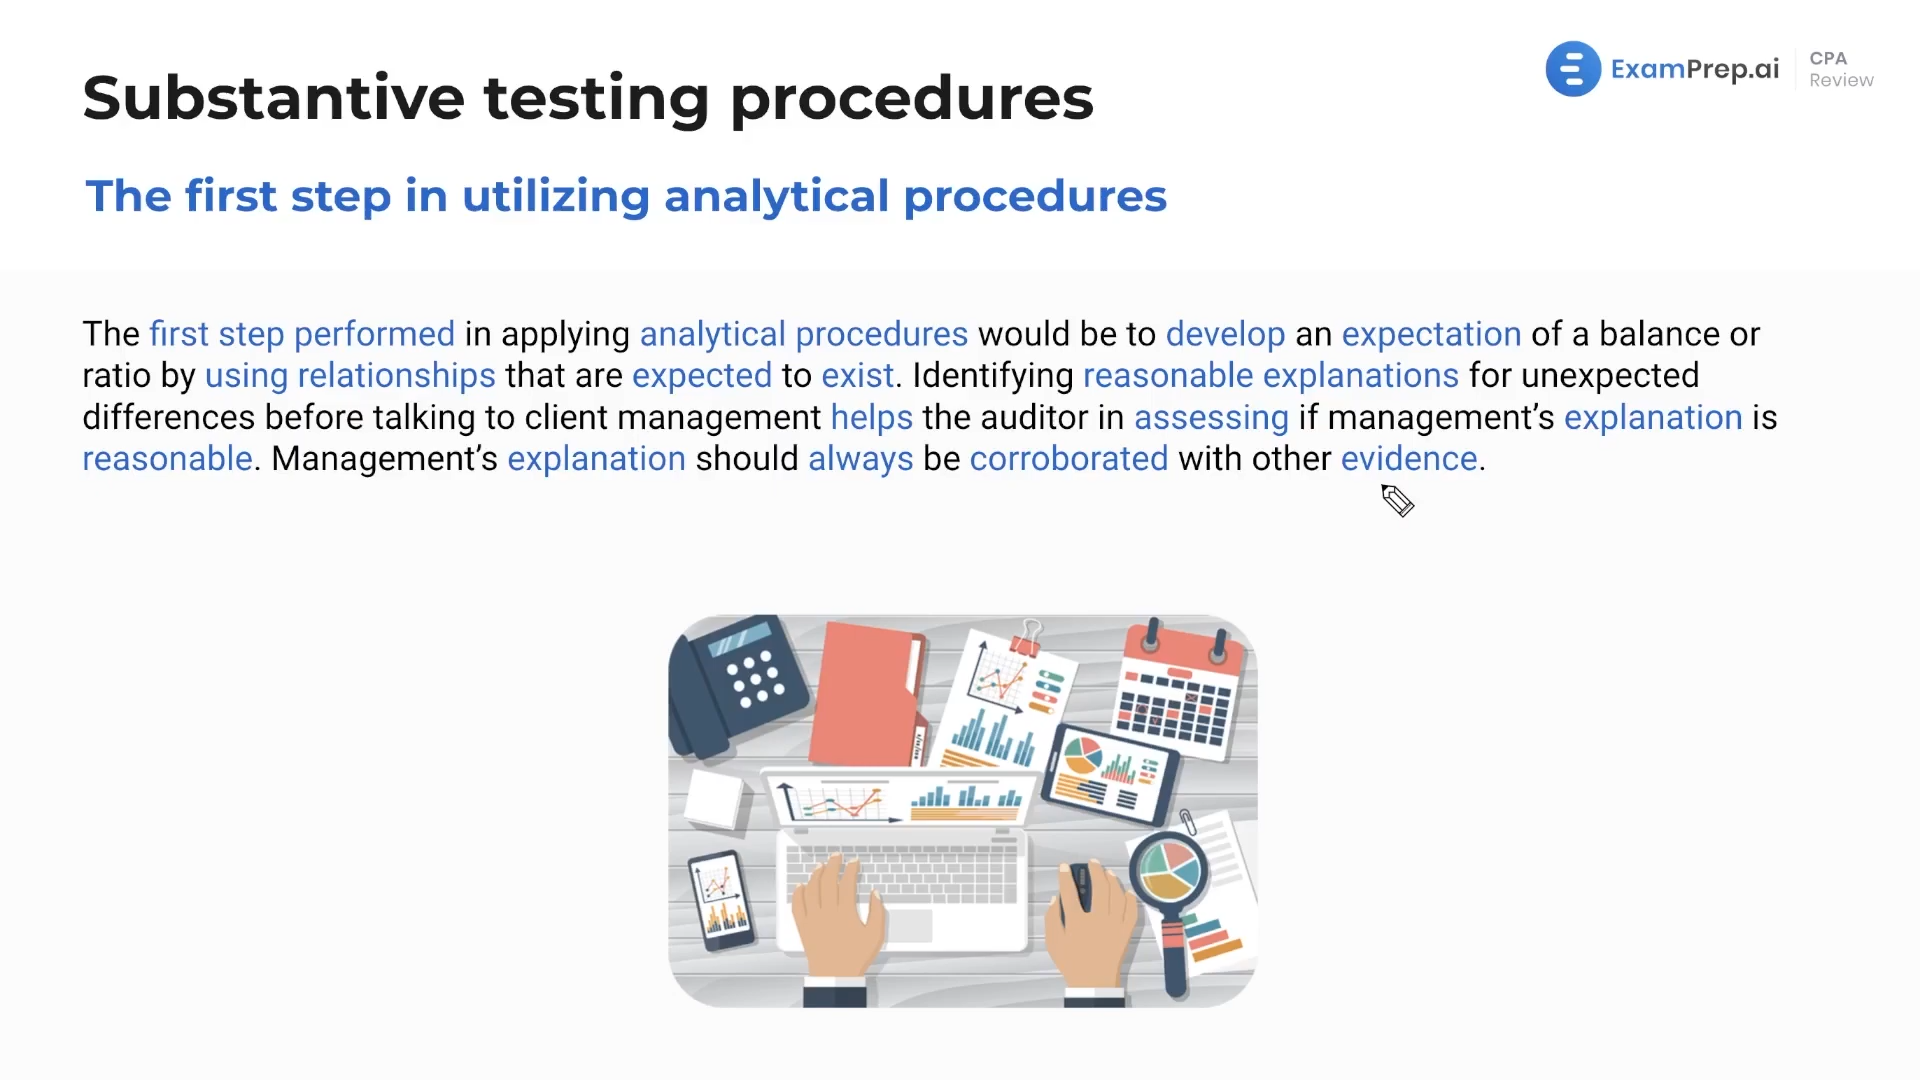 Substantive testing procedures
ExamPrep.ai
CPA
Review
The first step in utilizing analytical procedures
The first step performed in applying analytical procedures would be to develop an expectation of a balance or
ratio by using relationships that are expected to exist. Identifying reasonable explanations for unexpected
differences before talking to client management helps the auditor in assessing if management’s explanation is
reasonable. Management’s explanation should always be corroborated with other evidence.